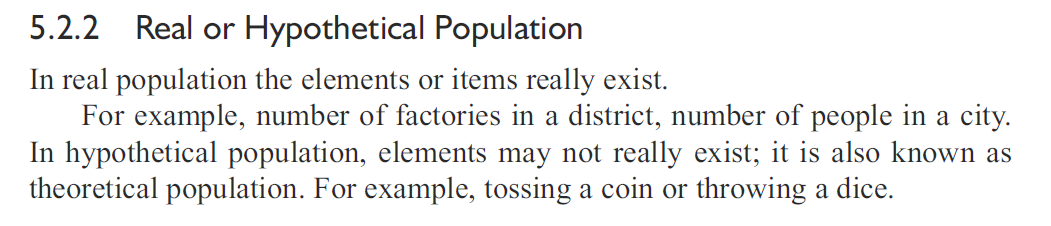 5.2.2 Real or Hypothetical Population
In real population the elements or items really exist.
For example, number of factories in a district, number of people in a city.
In hypothetical population, elements may not really exist; it is also known as
theoretical population. For example, tossing a coin or throwing a dice.